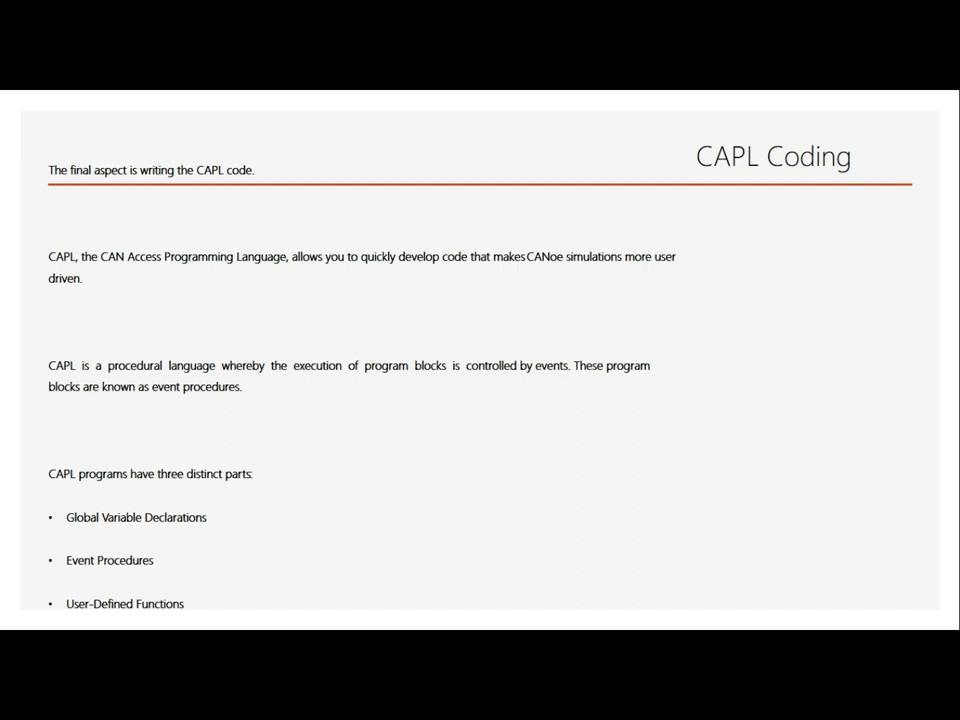 CAPL Coding
The final aspect is writing the CAPL code.
CAPL, the CAN Access Programming Language, allows you to quickly develop code that makes CANoe simulations more user
driven.
CAPL is a procedural language whereby the execution of program blocks is controlled by events. These program
blocks are known as event procedures.
CAPL programs have three distinct parts:
• Global Variable Declarations
• Event Procedures
• User-Defined Functions